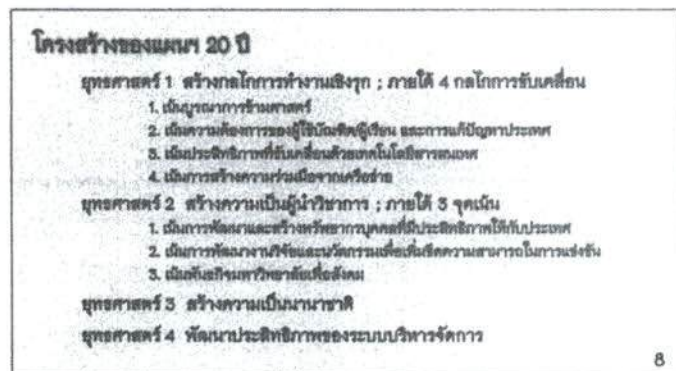 โครงสร้างของแผนฯ 20 ปี
ยุทธศาสตร์ 1 สร้างกลไกการทำงานเชิงรุก ; ภายใต้ 4 กลไกการขับเคลื่อน
1. เน้นบูรณาการข้ามศาสตร์
2. เน้นความต้องการของผู้ใช้บัณฑิต/ผู้เรียน และการแก้ปัญหาประเทศ
3. เน้นประสิทธิภาพที่ขับเคลื่อนด้วยเทคโนโลยีสารสนเทศ
4. เน้นการสร้างความร่วมมือจากเครือข่าย
ยุทธศาสตร์ 2 สร้างความเป็นผู้นำวิชาการ ; ภายใต้ 3 จุดเน้น
1. เน้นการพัฒนาและสร้างทรัพยากรบุคคลที่มีประสิทธิภาพให้กับประเทศ
2. เน้นการพัฒนางานวิจัยและนวัตกรรมเพื่อเพิ่มขีดความสามารถในการแข่งขัน
3. เน้นพันธกิจมหาวิทยาลัยเพื่อสังคม
ยุทธศาสตร์ 3 สร้างความเป็นนานาชาติ
ยุทธศาสตร์ 4 พัฒนาประสิทธิภาพของระบบบริหารจัดการ
8